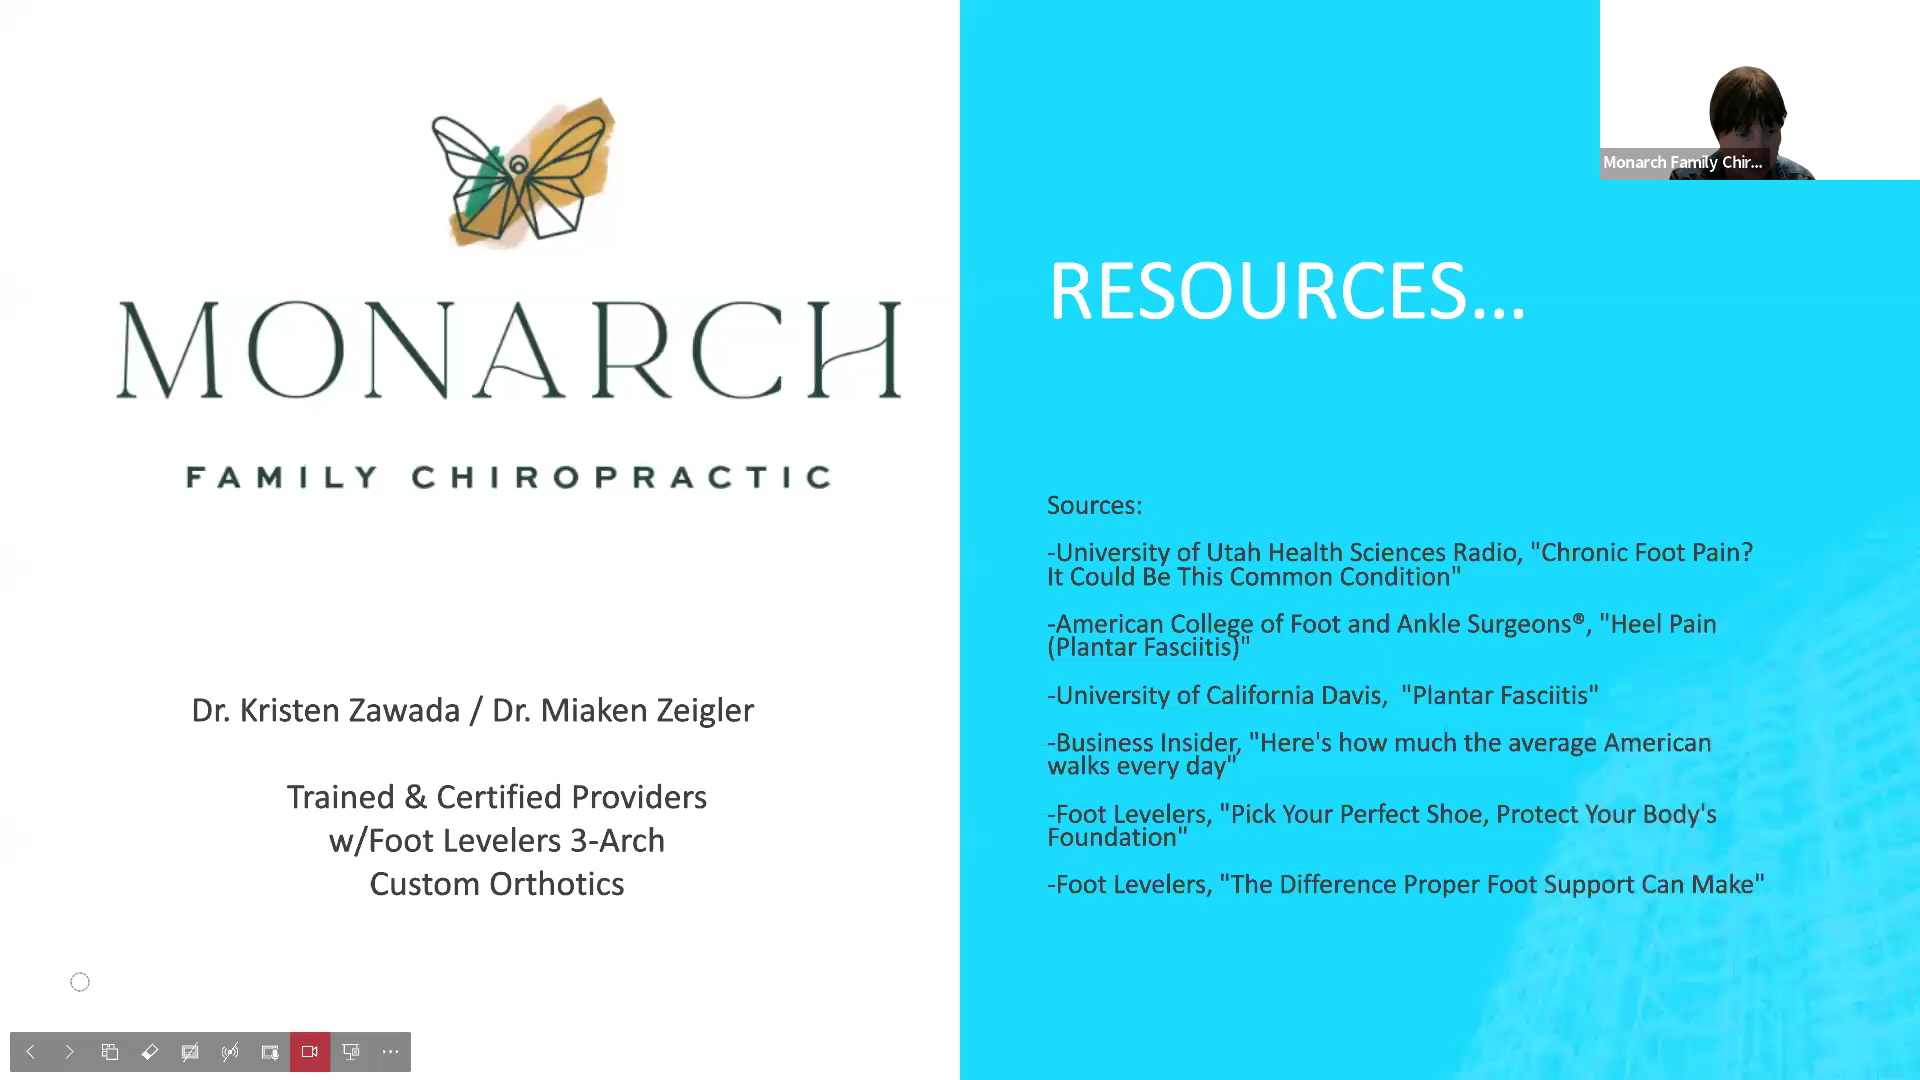 MONARCH
FAMILY CHIROPRACTIC
Dr. Kristen Zawada / Dr. Miaken Zeigler
Trained & Certified Providers
w/Foot Levelers 3-Arch
Custom Orthotics
Monarch Family Chir...
RESOURCES...
Sources:
-University of Utah Health Sciences Radio, "Chronic Foot Pain?
It Could Be This Common Condition"
-American College of Foot and Ankle Surgeons®, "Heel Pain
(Plantar Fasciitis)"
-University of California Davis,  "Plantar Fasciitis"
-Business Insider, "Here's how much the average American
walks every day"
-Foot Levelers, "Pick Your Perfect Shoe, Protect Your Body's
Foundation"
-Foot Levelers, "The Difference Proper Foot Support Can Make"